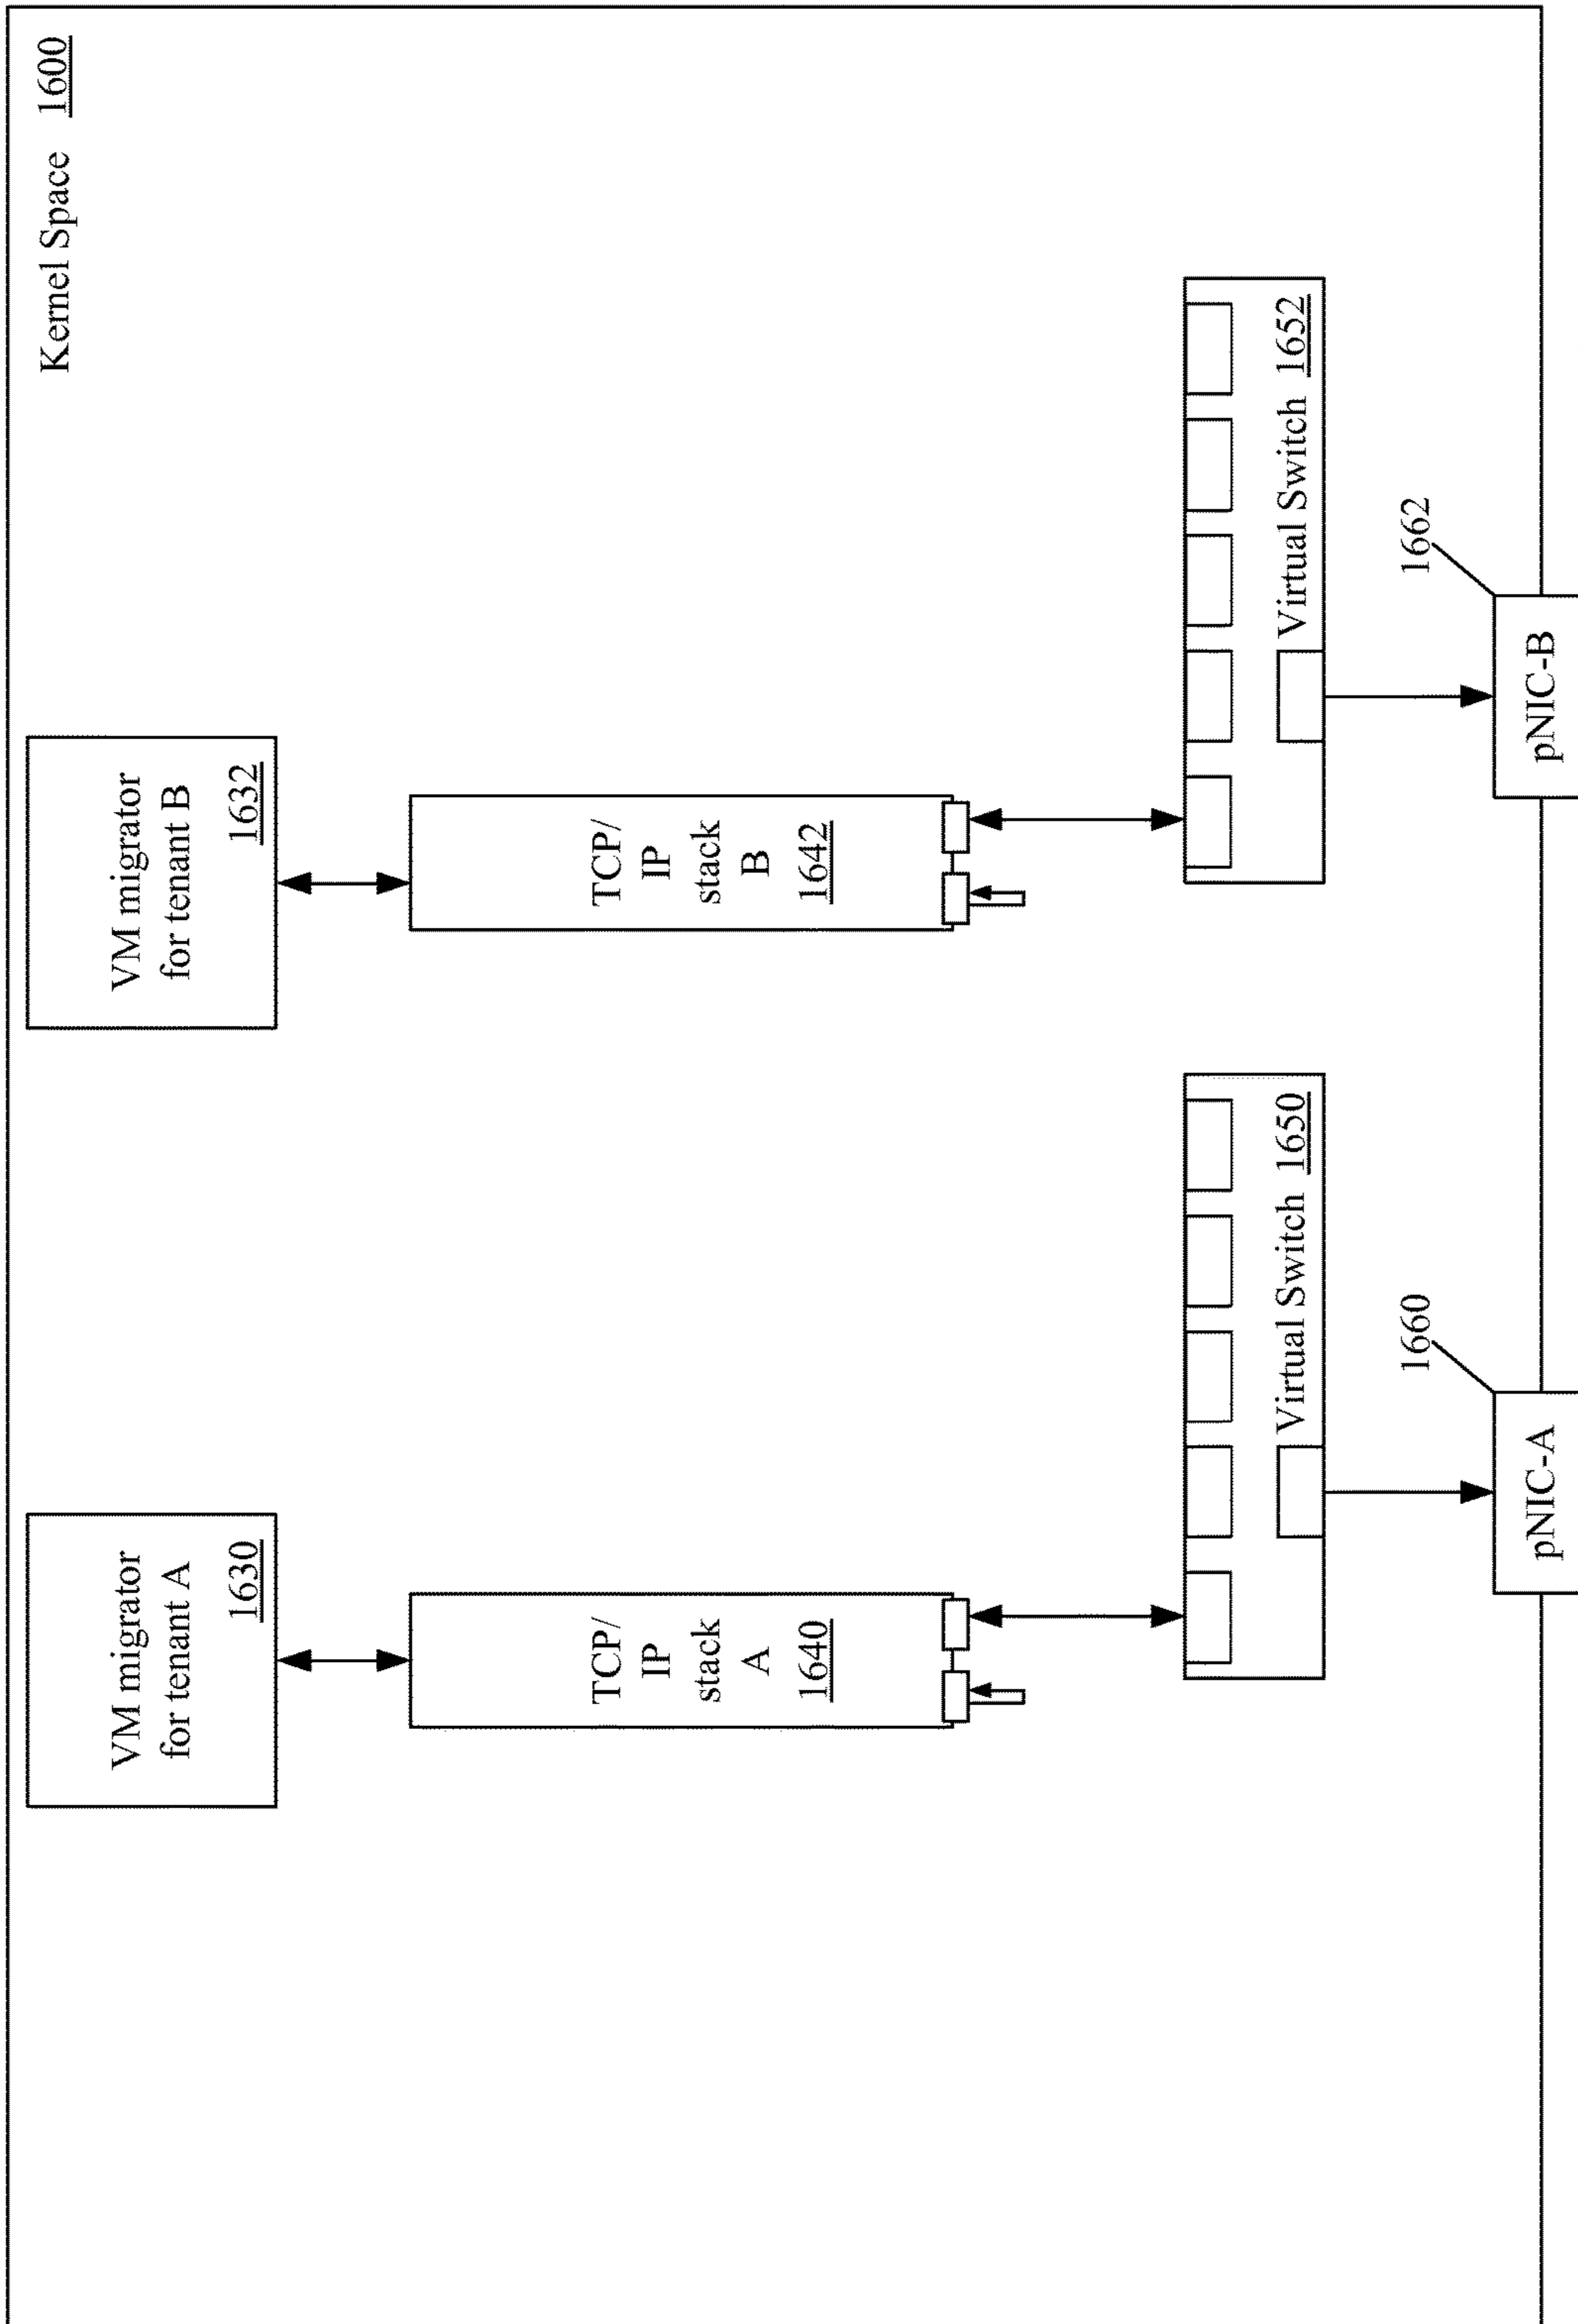 Kernel Space 1600
VM migrator
for tenant A
1630
VM migrator
for tenant B
1632
TCP/
IP
stack
A
1640
TCP/
IP
stack
B
1642
Virtual Switch 1650
Virtual Switch 1652
1660
1662
pNIC-A
pNIC-B